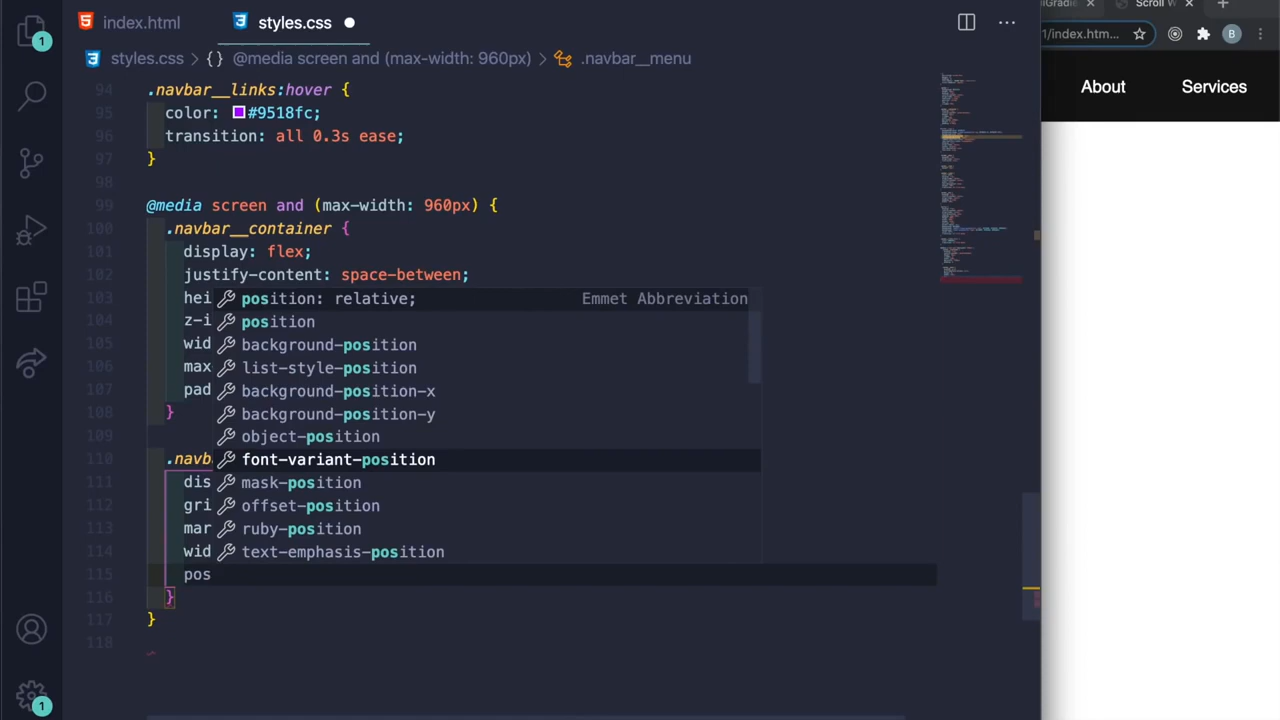 index.html
styles.css
styles.css > {} @media screen and (max-width: 960px) > .navbar__menu
94 .navbar__links:hover {
95 color: #9518fc;
96 transition: all 0.3s ease;
97 }
98
99 @media screen and (max-width: 960px) {
100 .navbar__container {
101 display: flex;
102 justify-content: space-between;
103 hei
104 z-i
105 wid
106 max
107 pad
108 }
109
110 .navb
111 dis
112 gri
113 mar
114 wid
115 pos
116 }
117 }
118
position: relative; Emmet Abbreviation
position
background-position
list-style-position
background-position-x
background-position-y
object-position
font-variant-position
mask-position
offset-position
ruby-position
text-emphasis-position
1
1
Scroll W
1/index.htm...
B
About
Services